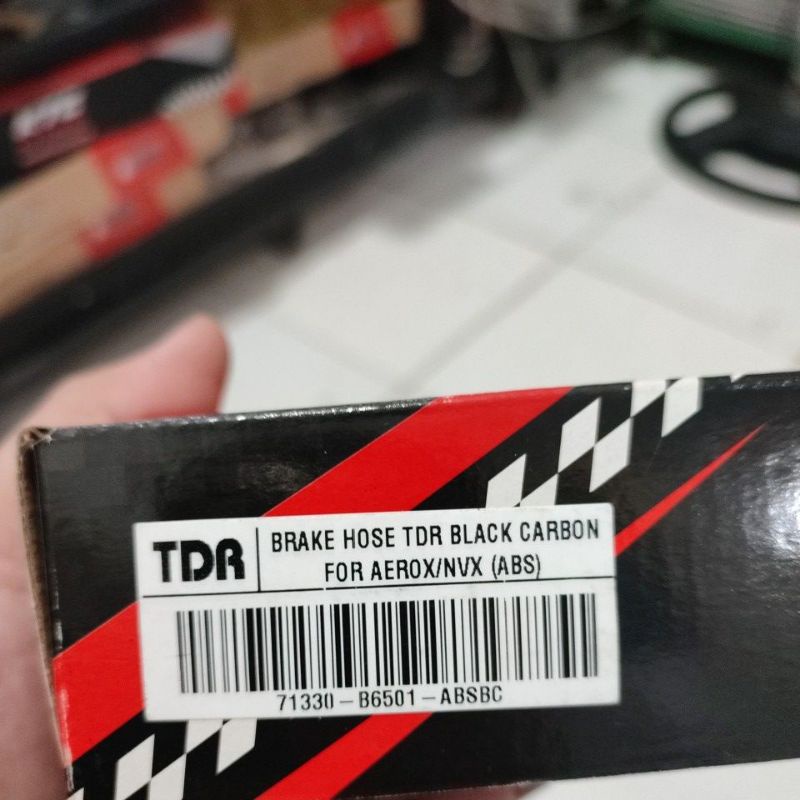 TDR
BRAKE HOSE TDR BLACK CARBON
FOR AEROX/NVX (ABS)
71330-B6501-ABSBC